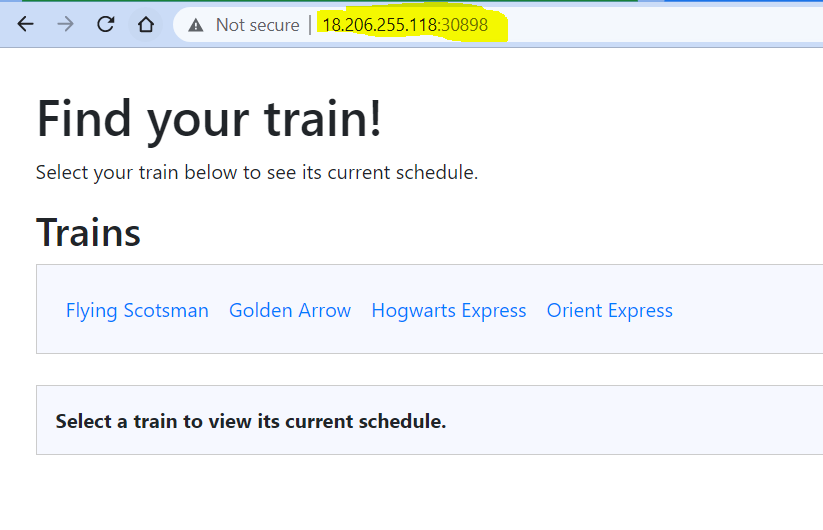 Not secure | 18.206.255.118:30898
Find your train!
Select your train below to see its current schedule.
Trains
Flying Scotsman Golden Arrow Hogwarts Express Orient Express
Select a train to view its current schedule.